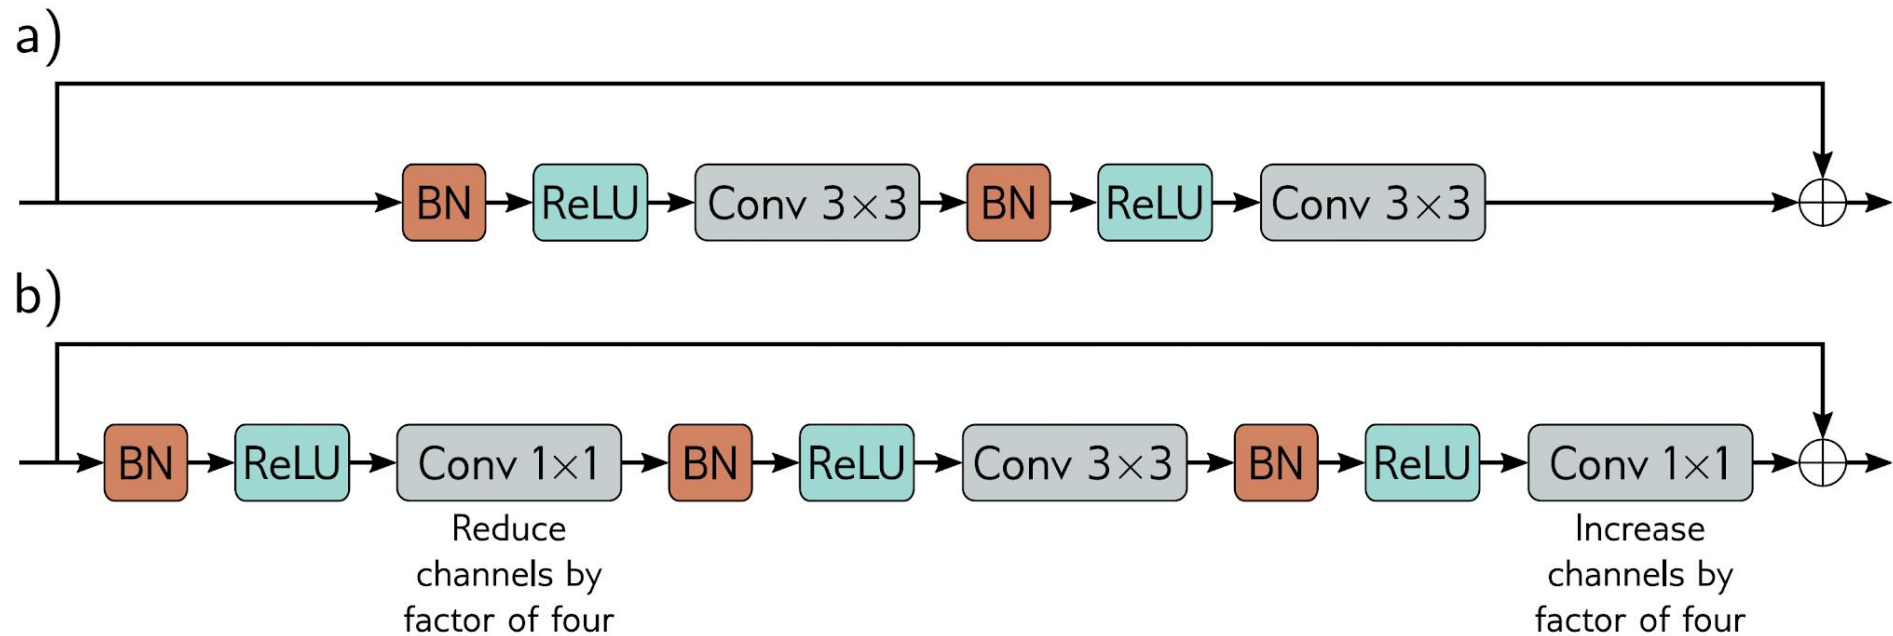 a)
BN ReLU Conv 3×3 BN ReLU Conv 3×3
b)
BN ReLU Conv 1×1 BN ReLU Conv 3×3 BN ReLU Conv 1×1
Reduce
channels by
factor of four
Increase
channels by
factor of four